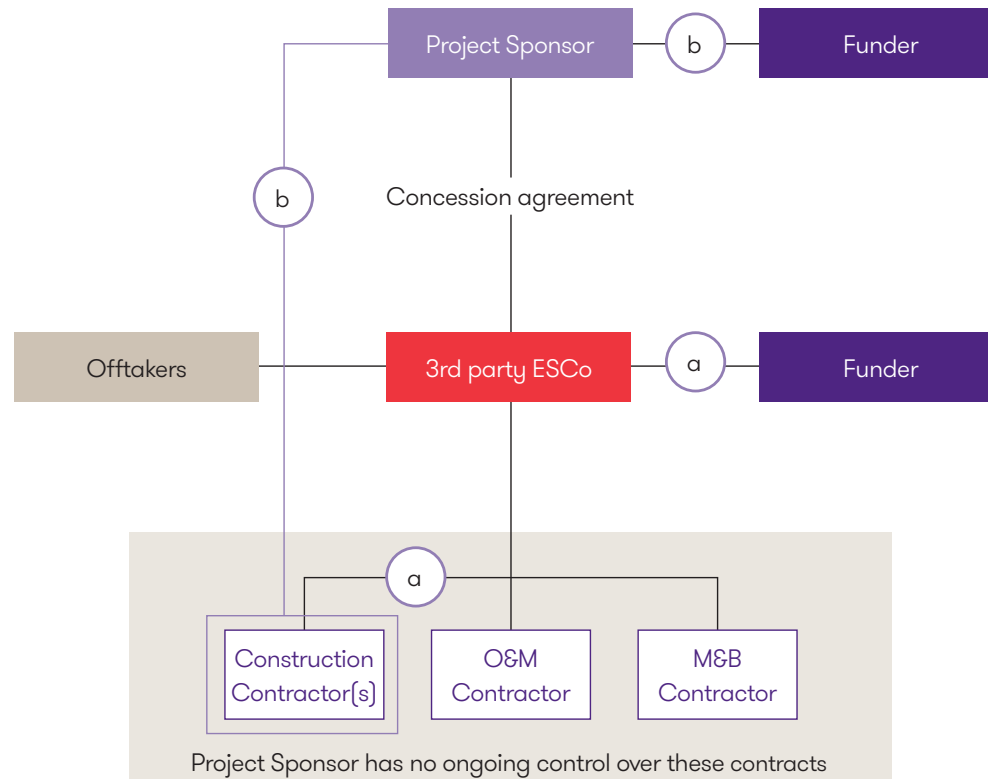 Project Sponsor
b
Funder
b
Concession agreement
Offtakers
3rd party ESCo
a
Funder
a
Construction
Contractor(s)
O&M
Contractor
M&B
Contractor
Project Sponsor has no ongoing control over these contracts